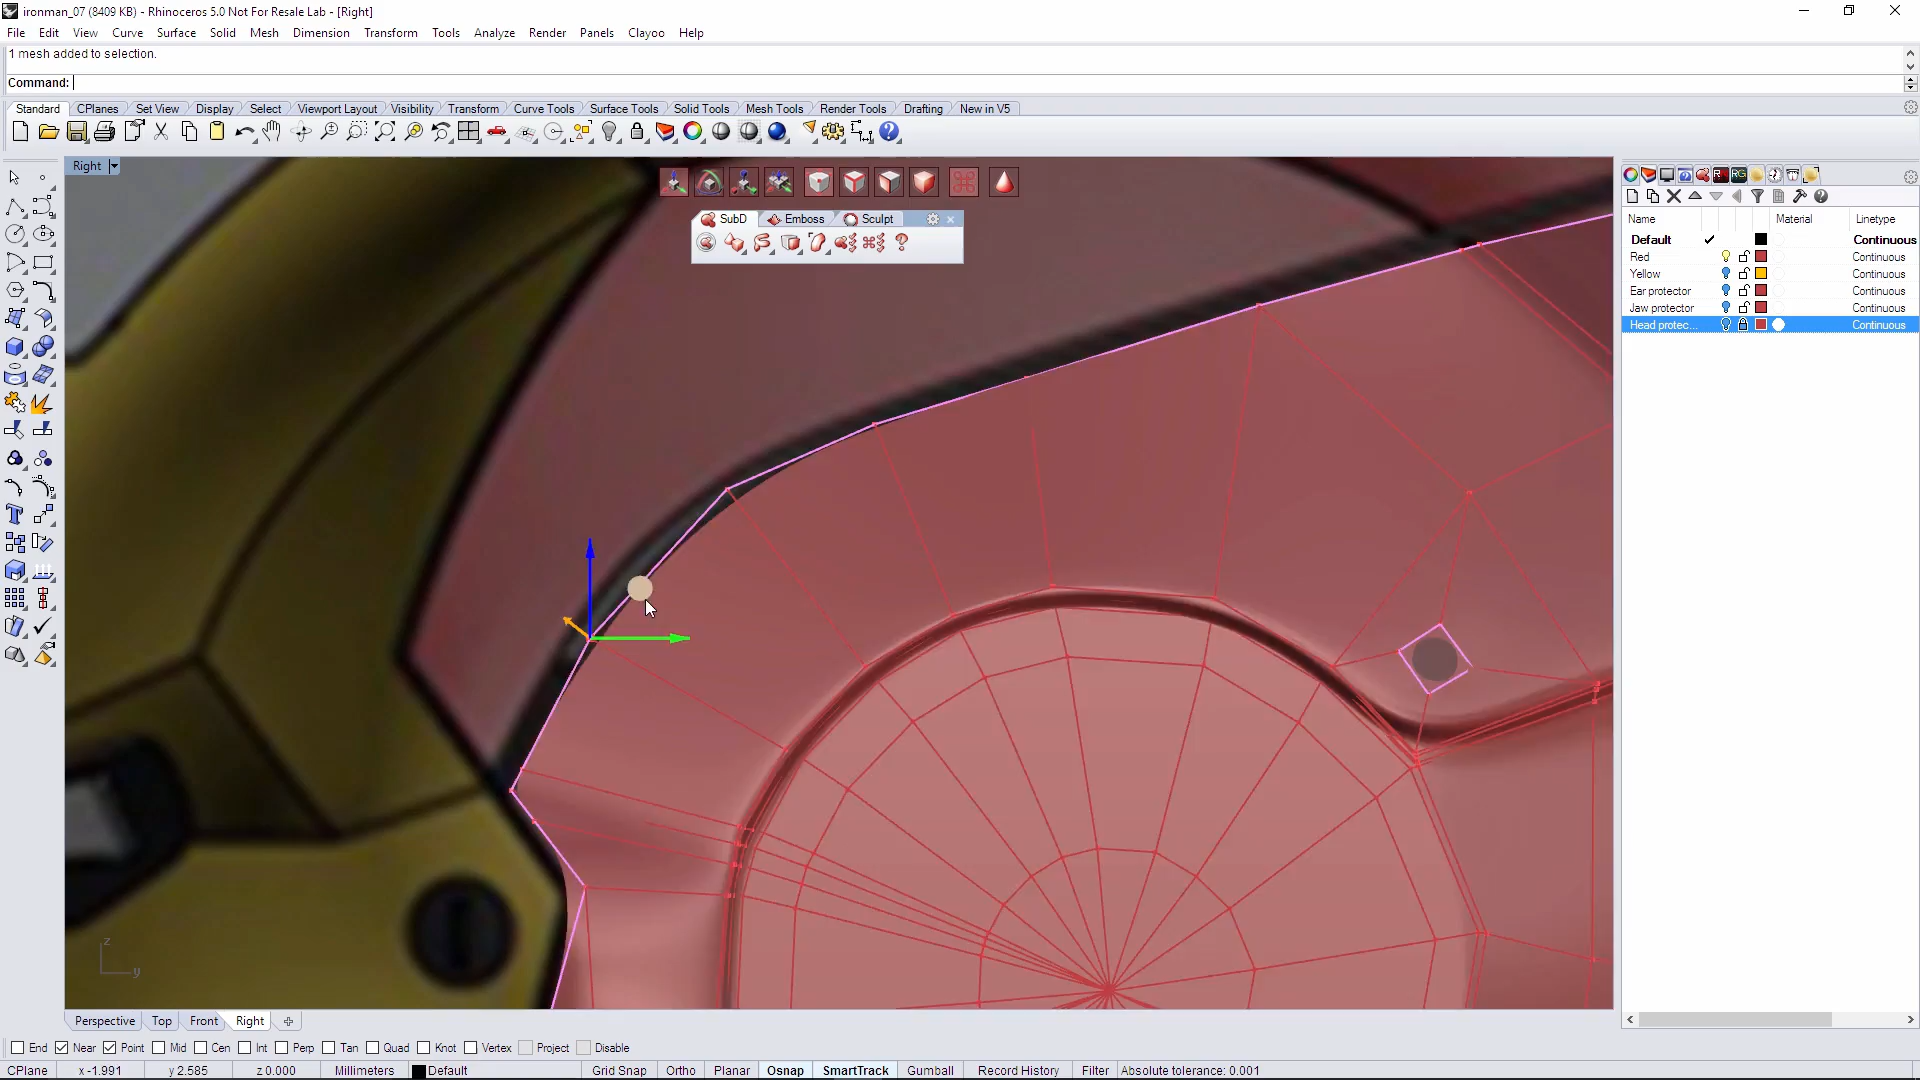 ironman_07 (8409 KB) - Rhinoceros 5.0 Not For Resale Lab - [Right]
File Edit View Curve Surface Solid Mesh Dimension Transform Tools Analyze Render Panels Clayoo Help
1 mesh added to selection.
Command:
Standard CPlanes Set View Display Select Viewport Layout Visibility Transform Curve Tools Surface Tools Solid Tools Mesh Tools Render Tools Drafting New in V5
Right
SubD Emboss Sculpt
Name Material Linetype
Default Continuous
Red Continuous
Yellow Continuous
Ear protector Continuous
Jaw protector Continuous
Head protec... Continuous
z
y
Perspective Top Front Right
End Near Point Mid Cen Int Perp Tan Quad Knot Vertex Project Disable
CPlane x -1.991 y 2.585 z 0.000 Millimeters Default Grid Snap Ortho Planar Osnap SmartTrack Gumball Record History Filter Absolute tolerance: 0.001